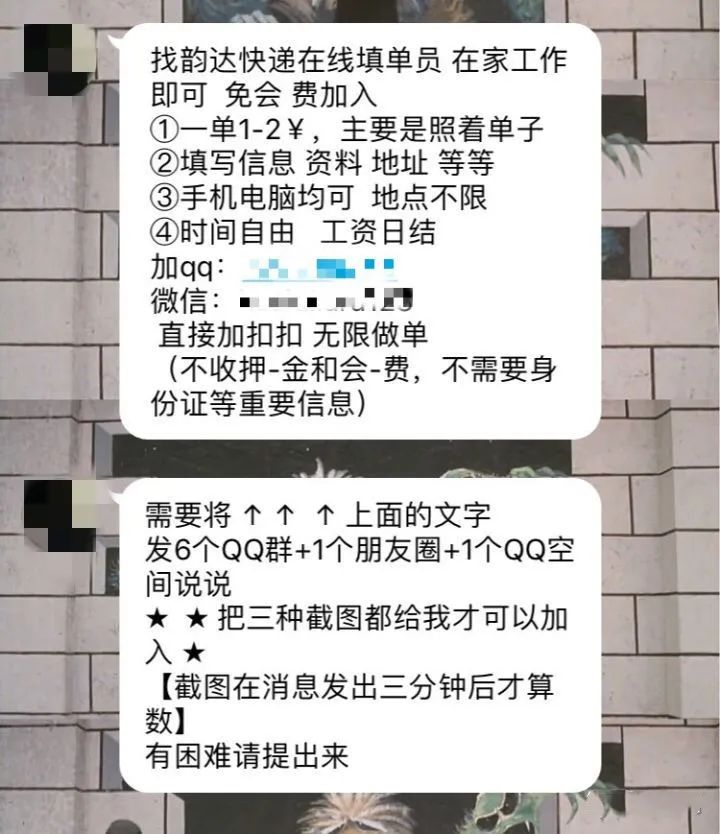 找韵达快递在线填单员 在家工作
即可 免会 费加入
①一单1-2￥，主要是照着单子
②填写信息 资料 地址 等等
③手机电脑均可 地点不限
④时间自由 工资日结
加qq：
微信：
直接加扣扣 无限做单
（不收押-金和会-费，不需要身
份证等重要信息）
需要将↑↑ ↑上面的文字
发6个QQ群+1个朋友圈+1个QQ空
间说说
★ ★把三种截图都给我才可以加
入★
【截图在消息发出三分钟后才算
数】
有困难请提出来